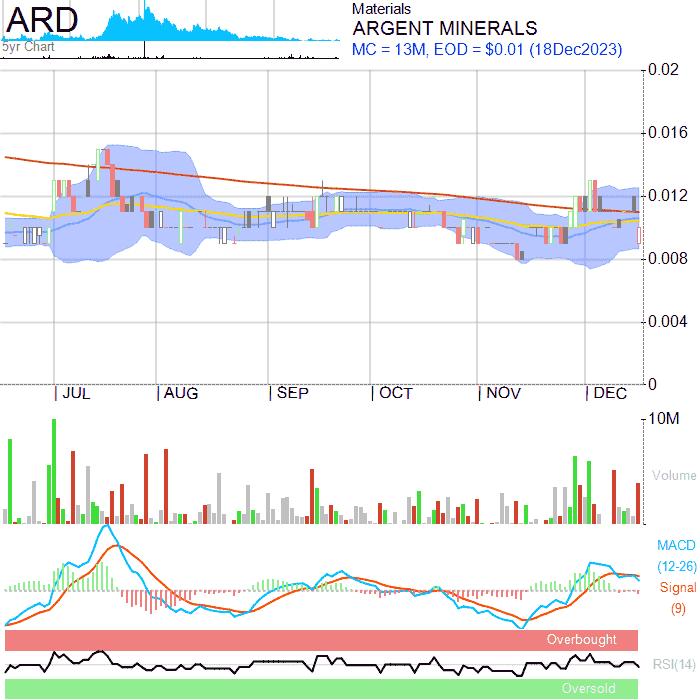 ARD
5yr Chart
Materials
ARGENT MINERALS
MC = 13M, EOD = $0.01 (18Dec2023)
0.02
0.016
0.012
0.008
0.004
0
JUL AUG SEP OCT NOV DEC
10M
Volume
MACD
(12-26)
Signal
(9)
Overbought
RSI(14)
Oversold